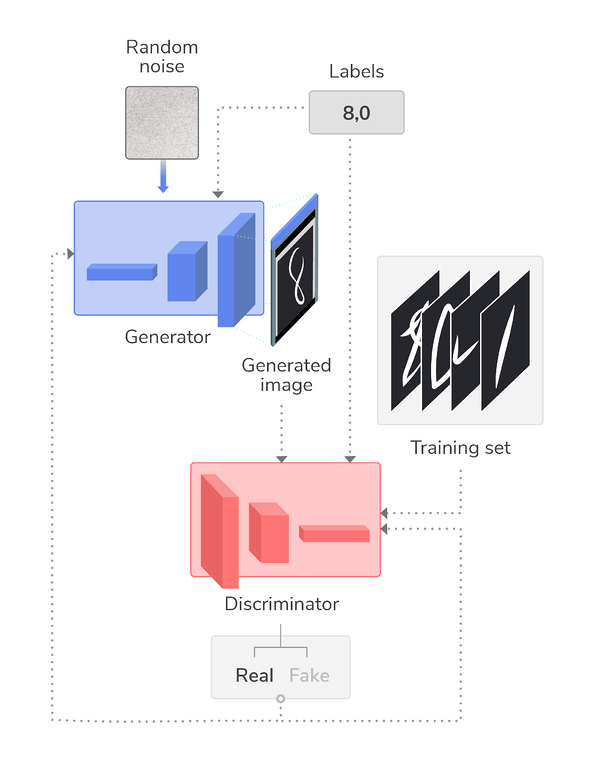 Random
noise
Labels
8,0
Generator
Generated
image
Training set
Discriminator
Real Fake